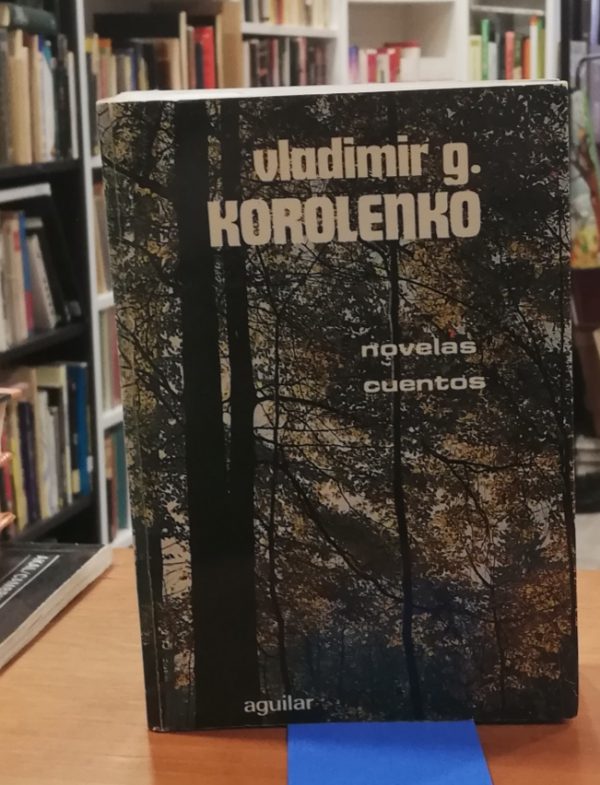 vladimir g.
KOROLENKO
novelas
cuentos
aguilar